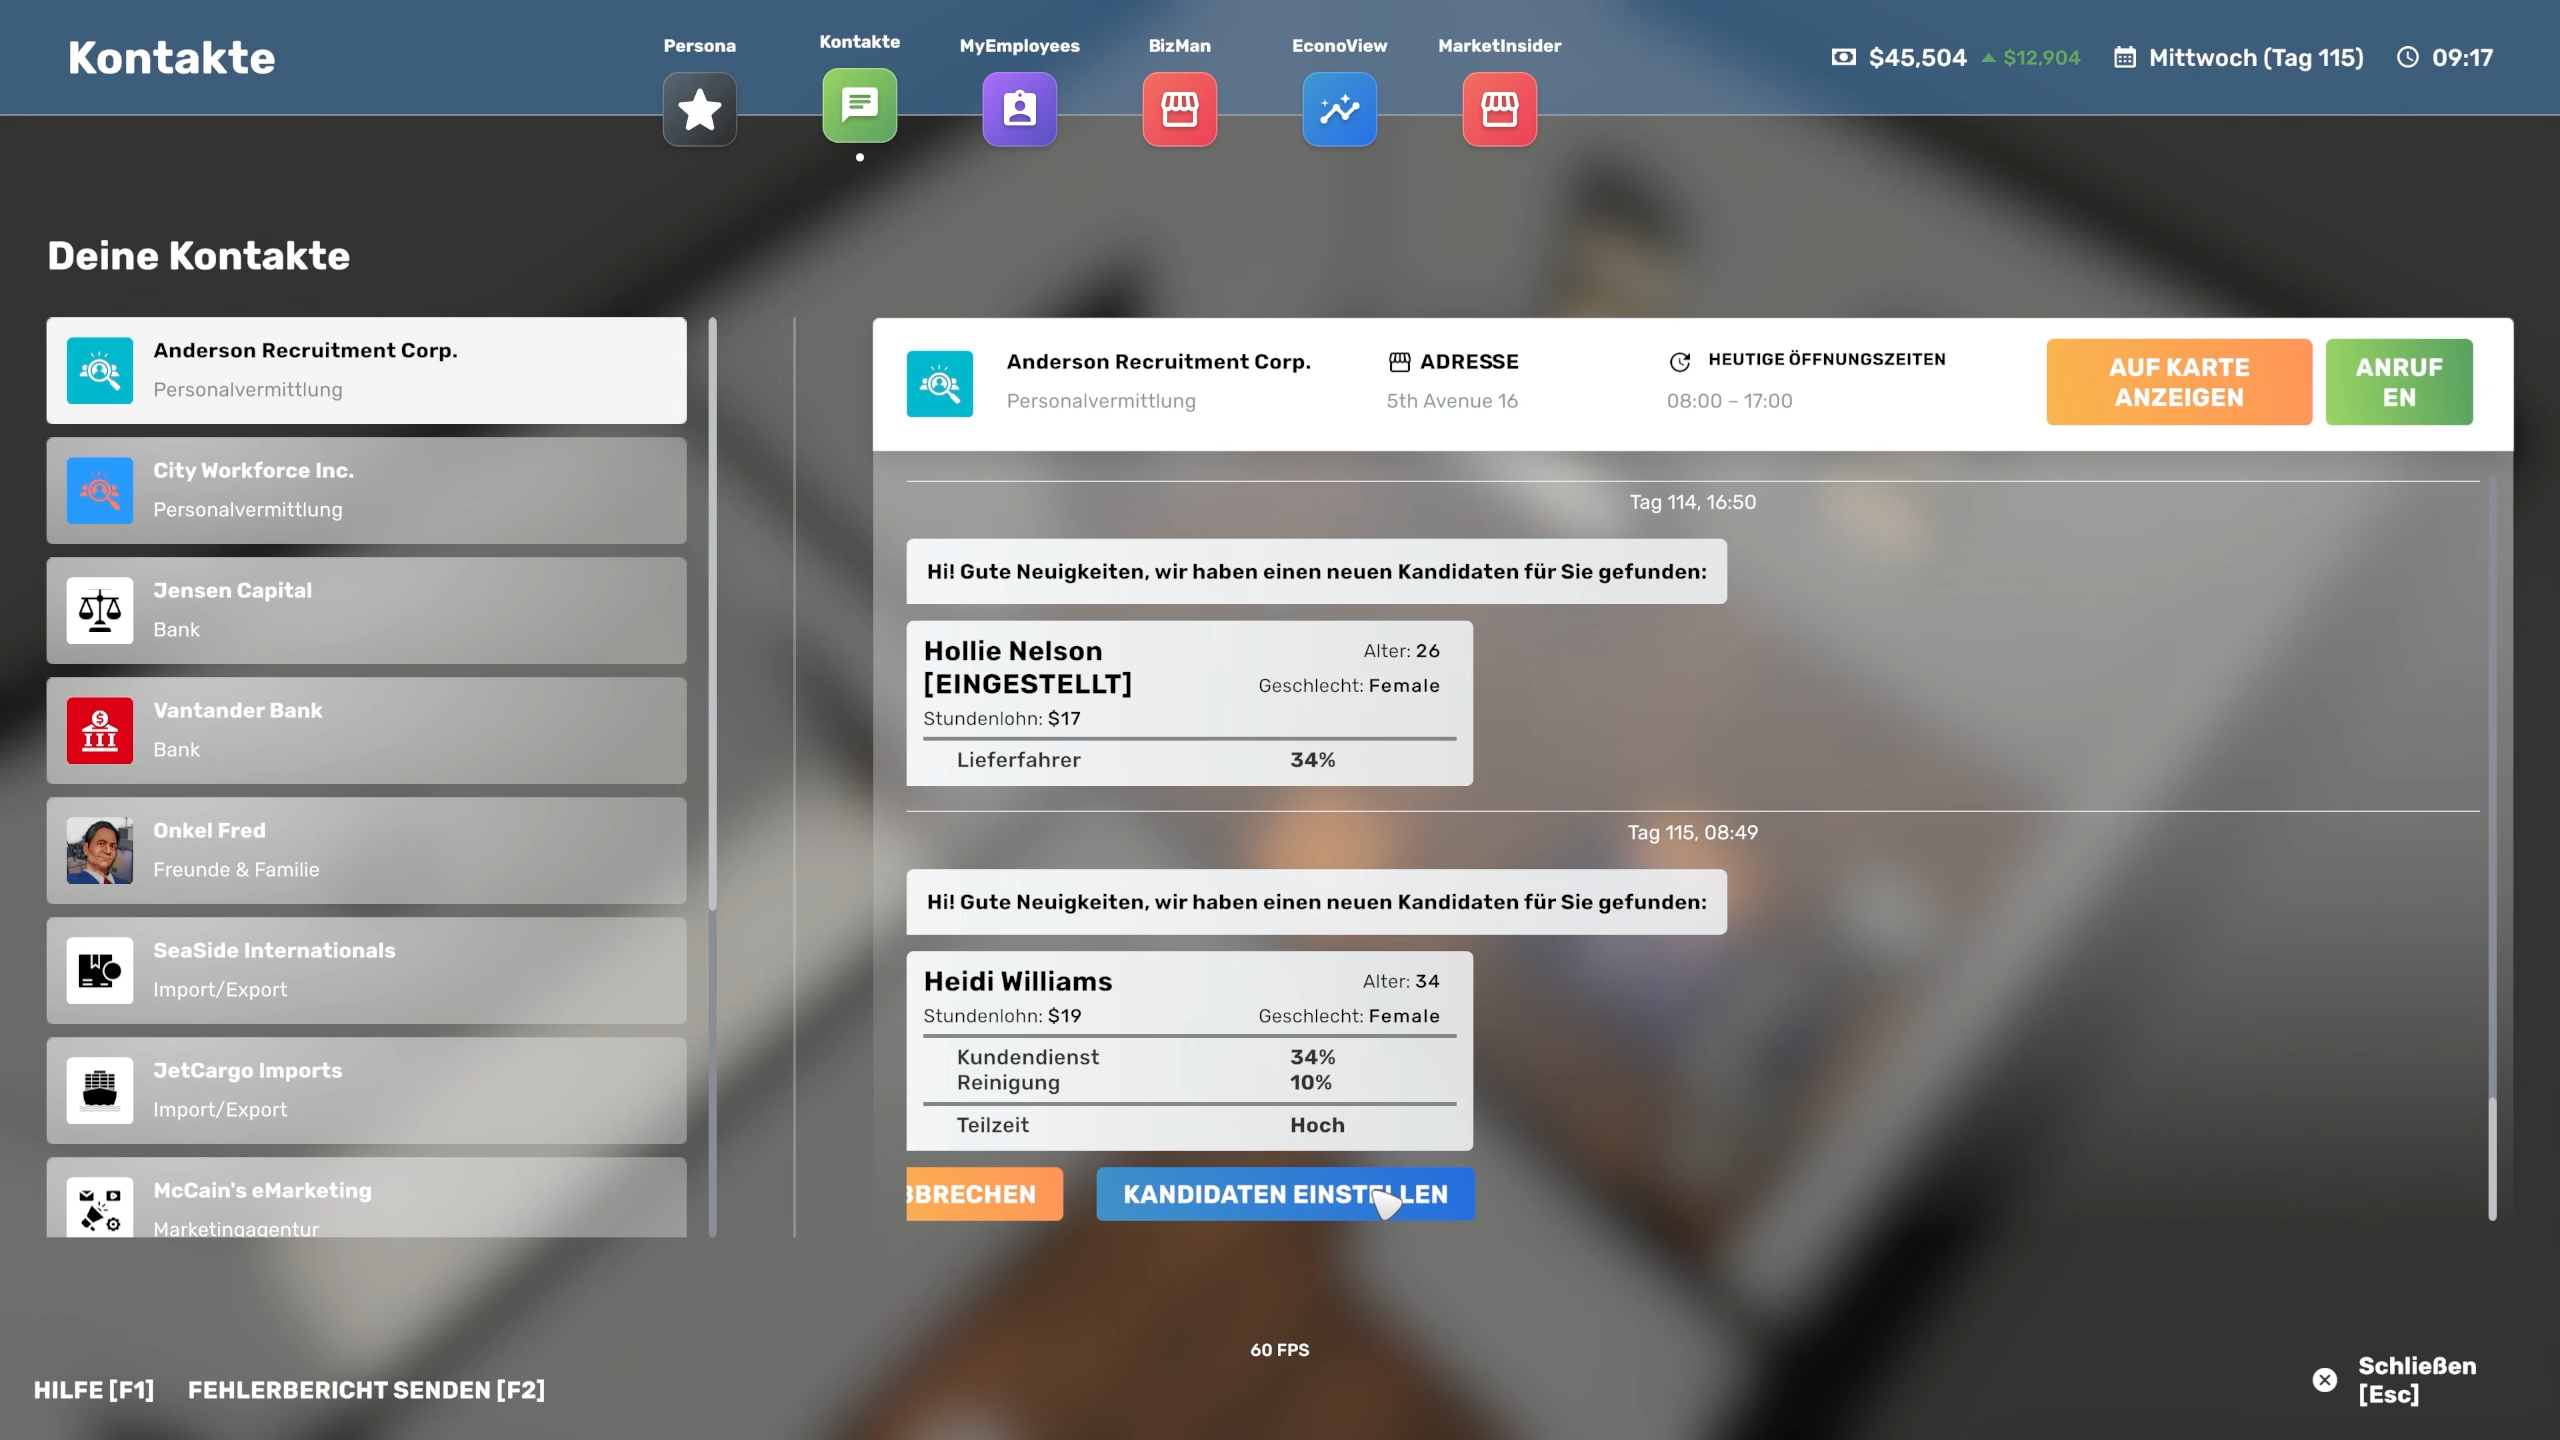 Kontakte
Persona
Kontakte
MyEmployees
BizMan
EconoView
MarketInsider
$45,504
$12,904
Mittwoch (Tag 115)
09:17
Deine Kontakte
Anderson Recruitment Corp.
Personalvermittlung
City Workforce Inc.
Personalvermittlung
Jensen Capital
Bank
Vantander Bank
Bank
Onkel Fred
Freunde & Familie
SeaSide Internationals
Import/Export
JetCargo Imports
Import/Export
McCain's eMarketing
Marketingagentur
Anderson Recruitment Corp.
Personalvermittlung
ADRESSE
5th Avenue 16
HEUTIGE ÖFFNUNGSZEITEN
08:00 – 17:00
AUF KARTE
ANZEIGEN
ANRUF
EN
Tag 114, 16:50
Hi! Gute Neuigkeiten, wir haben einen neuen Kandidaten für Sie gefunden:
Hollie Nelson
[EINGESTELLT]
Alter: 26
Geschlecht: Female
Stundenlohn: $17
Lieferfahrer 34%
Tag 115, 08:49
Hi! Gute Neuigkeiten, wir haben einen neuen Kandidaten für Sie gefunden:
Heidi Williams
Alter: 34
Stundenlohn: $19
Geschlecht: Female
Kundendienst 34%
Reinigung 10%
Teilzeit Hoch
BBRECHEN
KANDIDATEN EINSTELLEN
60 FPS
HILFE [F1]
FEHLERBERICHT SENDEN [F2]
Schließen
[Esc]